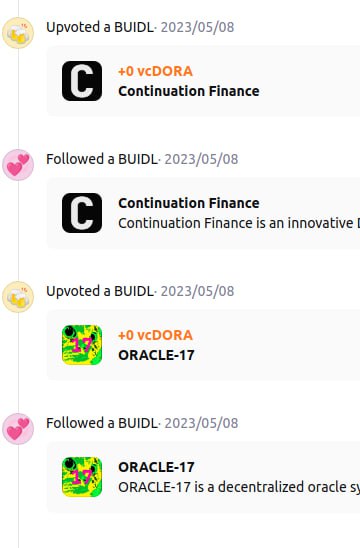 Upvoted a BUIDL· 2023/05/08
C
+0 vcDORA
Continuation Finance
Followed a BUIDL· 2023/05/08
C
Continuation Finance
Continuation Finance is an innovative D
Upvoted a BUIDL· 2023/05/08
17
+0 vcDORA
ORACLE-17
Followed a BUIDL· 2023/05/08
17
ORACLE-17
ORACLE-17 is a decentralized oracle sy